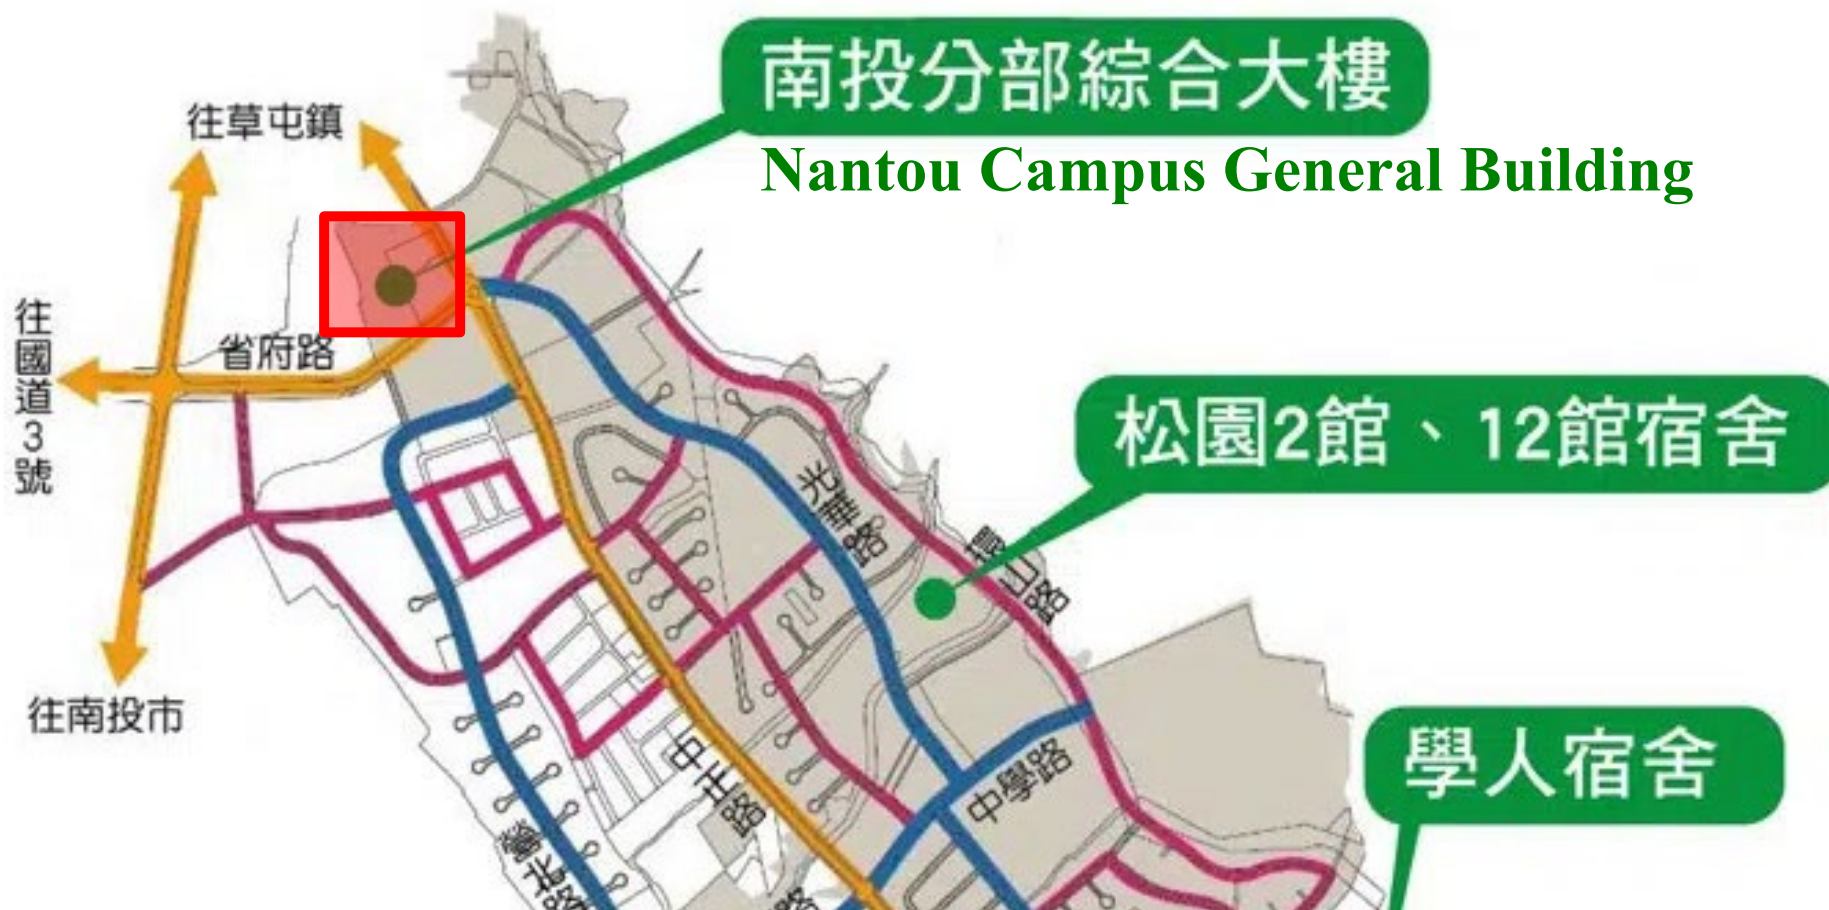 南投分部綜合大樓
Nantou Campus General Building
往草屯鎮
往國道3號
省府路
松園2館、12館宿舍
光華路
環山路
往南投市
學人宿舍
中正路
中學路
路